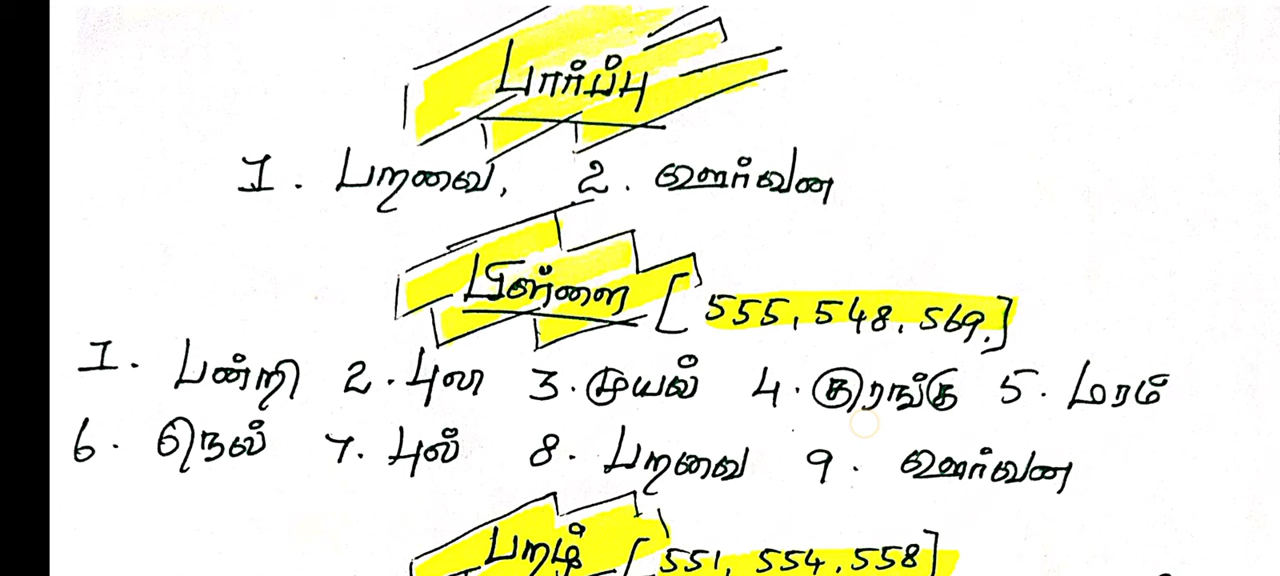 பார்ப்பு
1. பறவை, 2. ஊர்வன
பிள்ளை [555, 548, 569.]
1. பன்றி 2. புலி 3. முயல் 4. குரங்கு 5. மரம்
6. நெல் 7. புல் 8. பறவை 9. ஊர்வன
பறழ் [551, 554, 558]